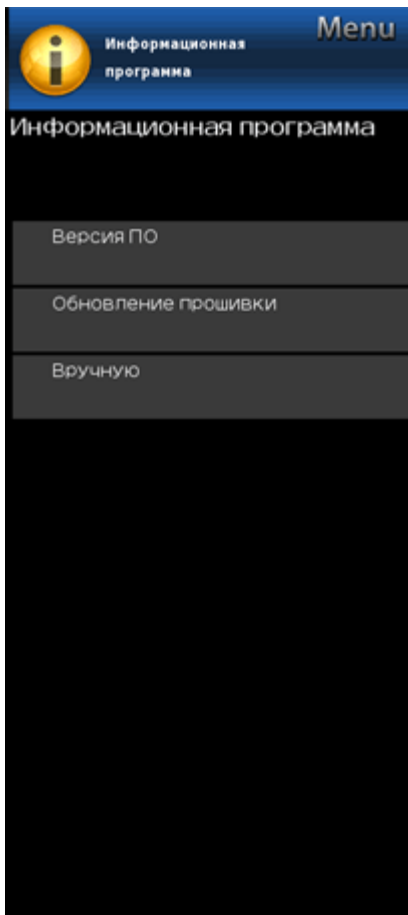 Menu
Информационная
программа
Информационная программа
Версия ПО
Обновление прошивки
Вручную